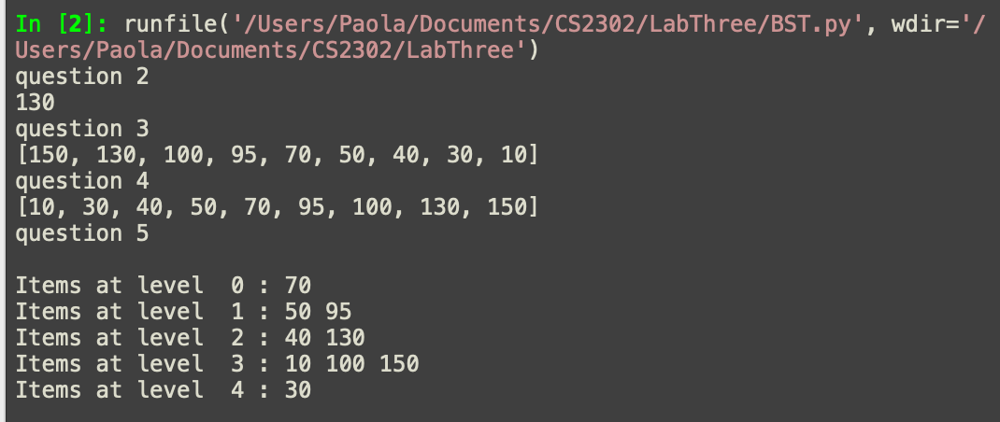 In [2]: runfile('/Users/Paola/Documents/CS2302/LabThree/BST.py', wdir='/
Users/Paola/Documents/CS2302/LabThree')
question 2
130
question 3
[150, 130, 100, 95, 70, 50, 40, 30, 10]
question 4
[10, 30, 40, 50, 70, 95, 100, 130, 150]
question 5
Items at level  0 : 70
Items at level  1 : 50 95
Items at level  2 : 40 130
Items at level  3 : 10 100 150
Items at level  4 : 30